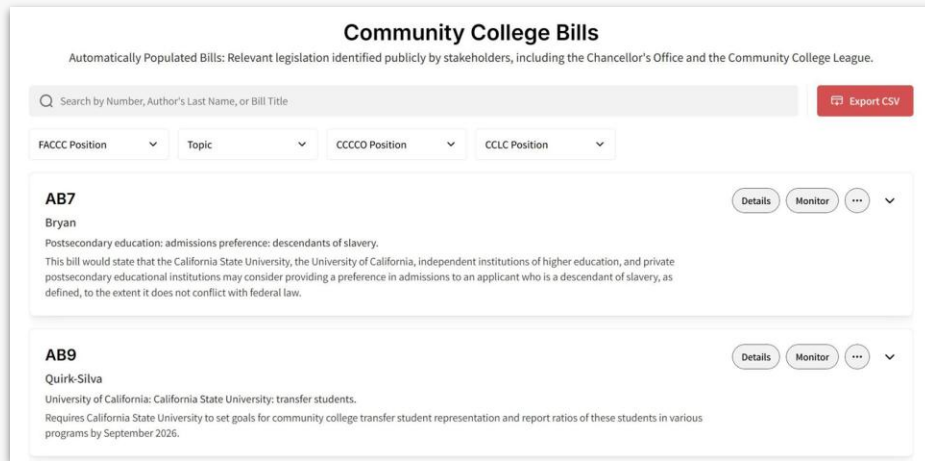 Community College Bills
Automatically Populated Bills: Relevant legislation identified publicly by stakeholders, including the Chancellor's Office and the Community College League.
Search by Number, Author's Last Name, or Bill Title
Export CSV
FACCC Position
Topic
CCCCO Position
CCLC Position
AB7
Details
Monitor
Bryan
Postsecondary education: admissions preference: descendants of slavery.
This bill would state that the California State University, the University of California, independent institutions of higher education, and private
postsecondary educational institutions may consider providing a preference in admissions to an applicant who is a descendant of slavery, as
defined, to the extent it does not conflict with federal law.
AB9
Details
Monitor
Quirk-Silva
University of California: California State University: transfer students.
Requires California State University to set goals for community college transfer student representation and report ratios of these students in various
programs by September 2026.